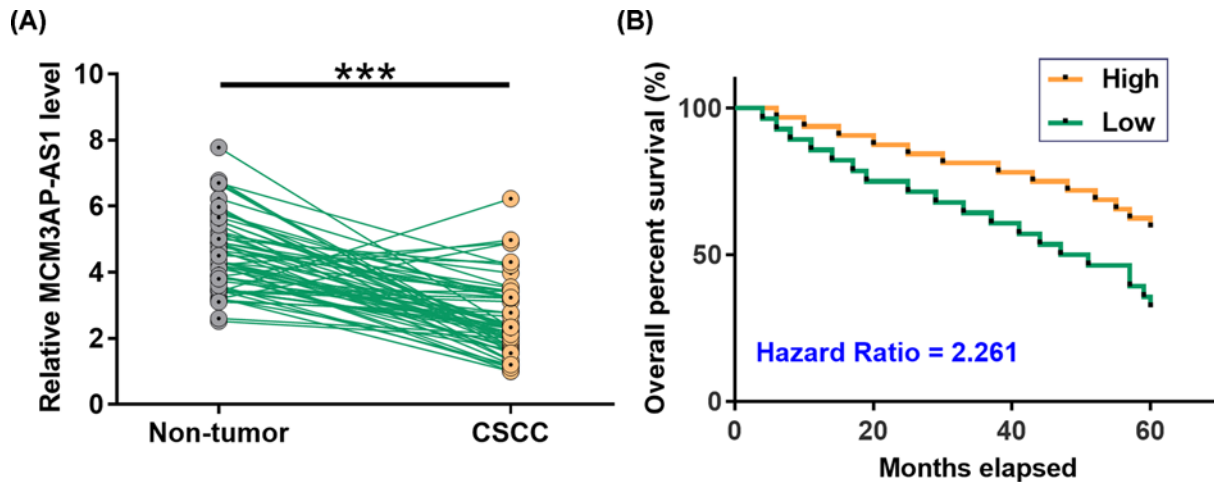 (A)
Relative MCM3AP-AS1 level
10
8
6
4
2
0
***
Non-tumor
CSCC
(B)
Overall percent survival (%)
100
50
0
High
Low
Hazard Ratio = 2.261
0
20
40
60
Months elapsed